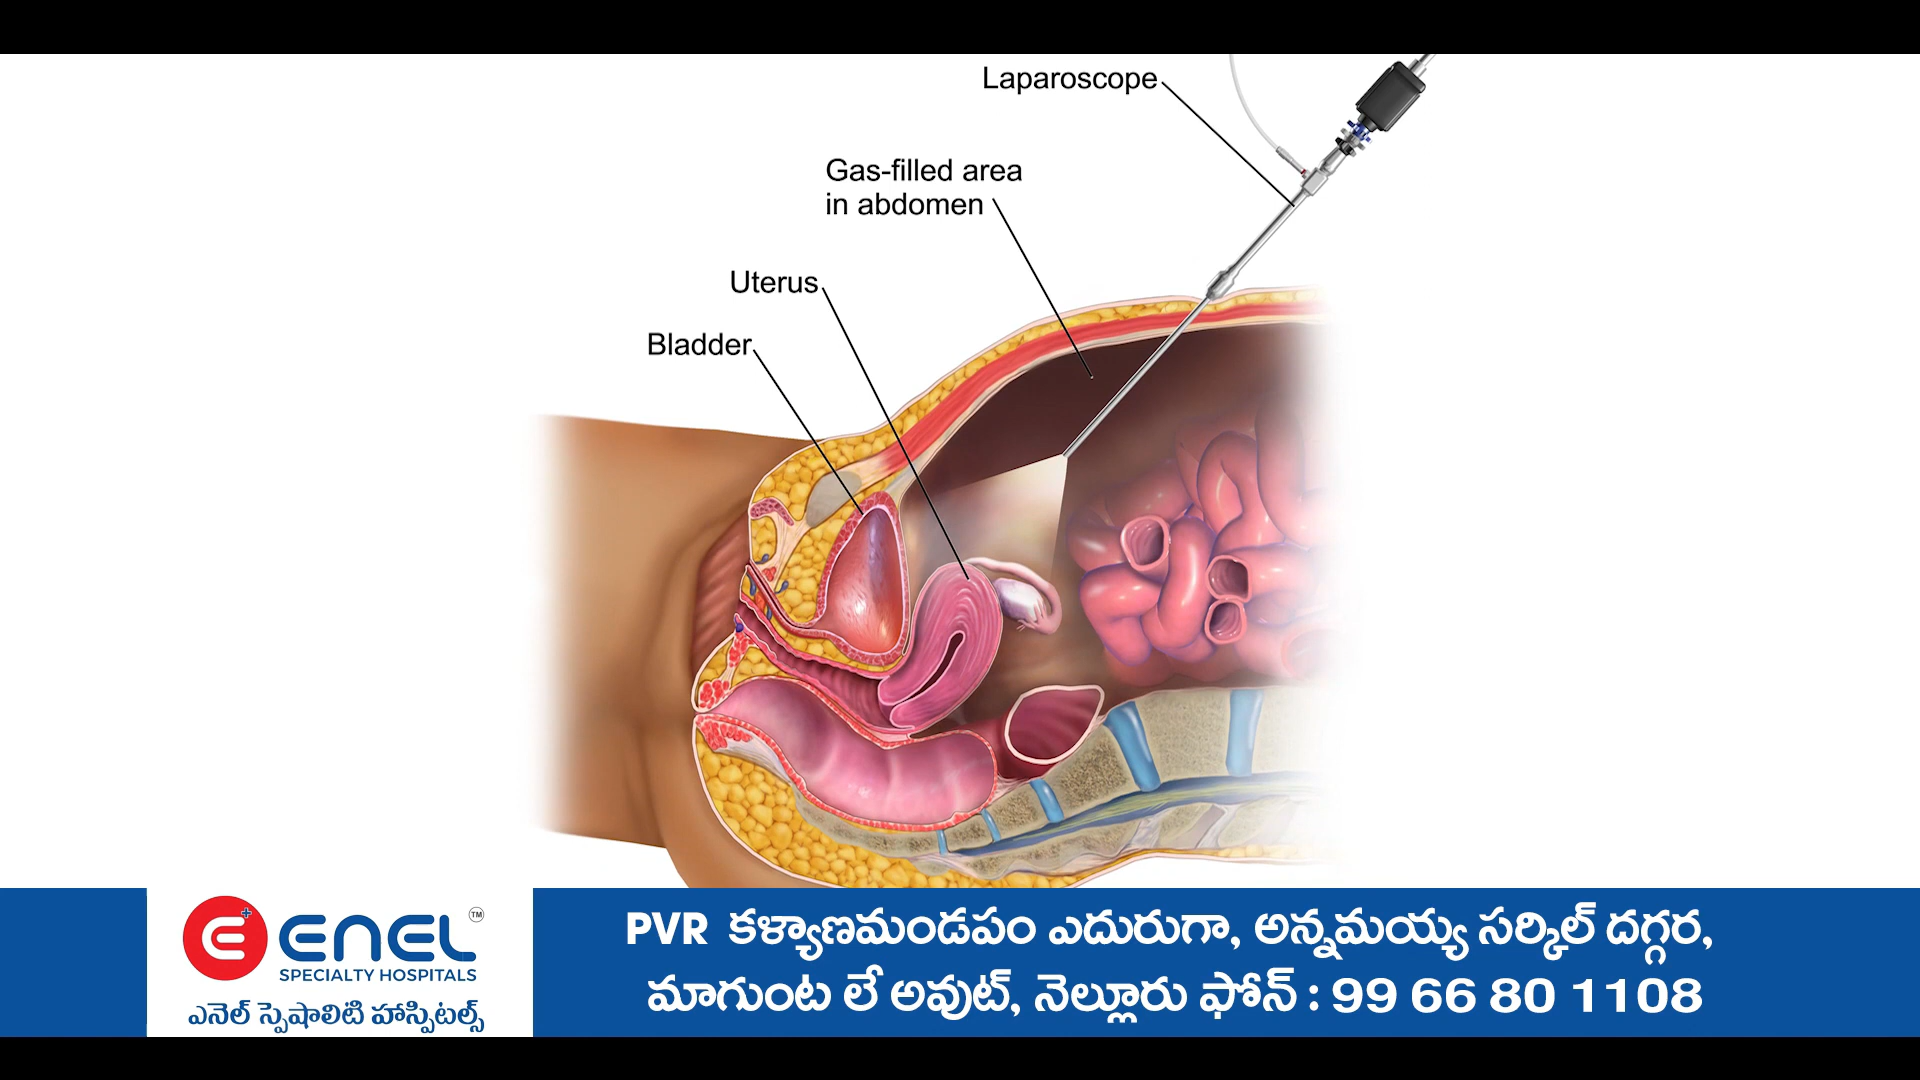 Laparoscope
Gas-filled area
in abdomen
Uterus
Bladder
ENEL™
SPECIALTY HOSPITALS
ఎనెల్ స్పెషాలిటి హాస్పిటల్స్
PVR కళ్యాణమండపం ఎదురుగా, అన్నమయ్య సర్కిల్ దగ్గర,
మాగుంట లే అవుట్, నెల్లూరు ఫోన్ : 99 66 80 1108